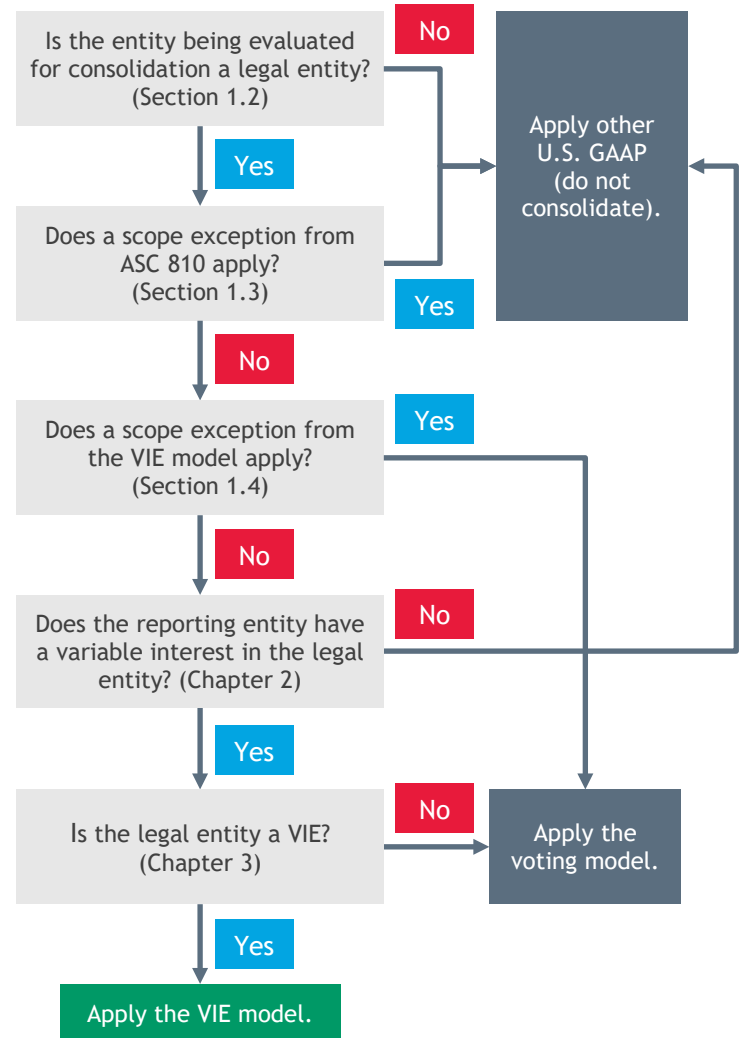 Is the entity being evaluated
for consolidation a legal entity?
(Section 1.2)
No
Apply other
U.S. GAAP
(do not
consolidate).
Yes
Does a scope exception from
ASC 810 apply?
(Section 1.3)
Yes
No
Does a scope exception from
the VIE model apply?
(Section 1.4)
Yes
No
Does the reporting entity have
a variable interest in the legal
entity? (Chapter 2)
No
Yes
Is the legal entity a VIE?
(Chapter 3)
No
Apply the
voting model.
Yes
Apply the VIE model.